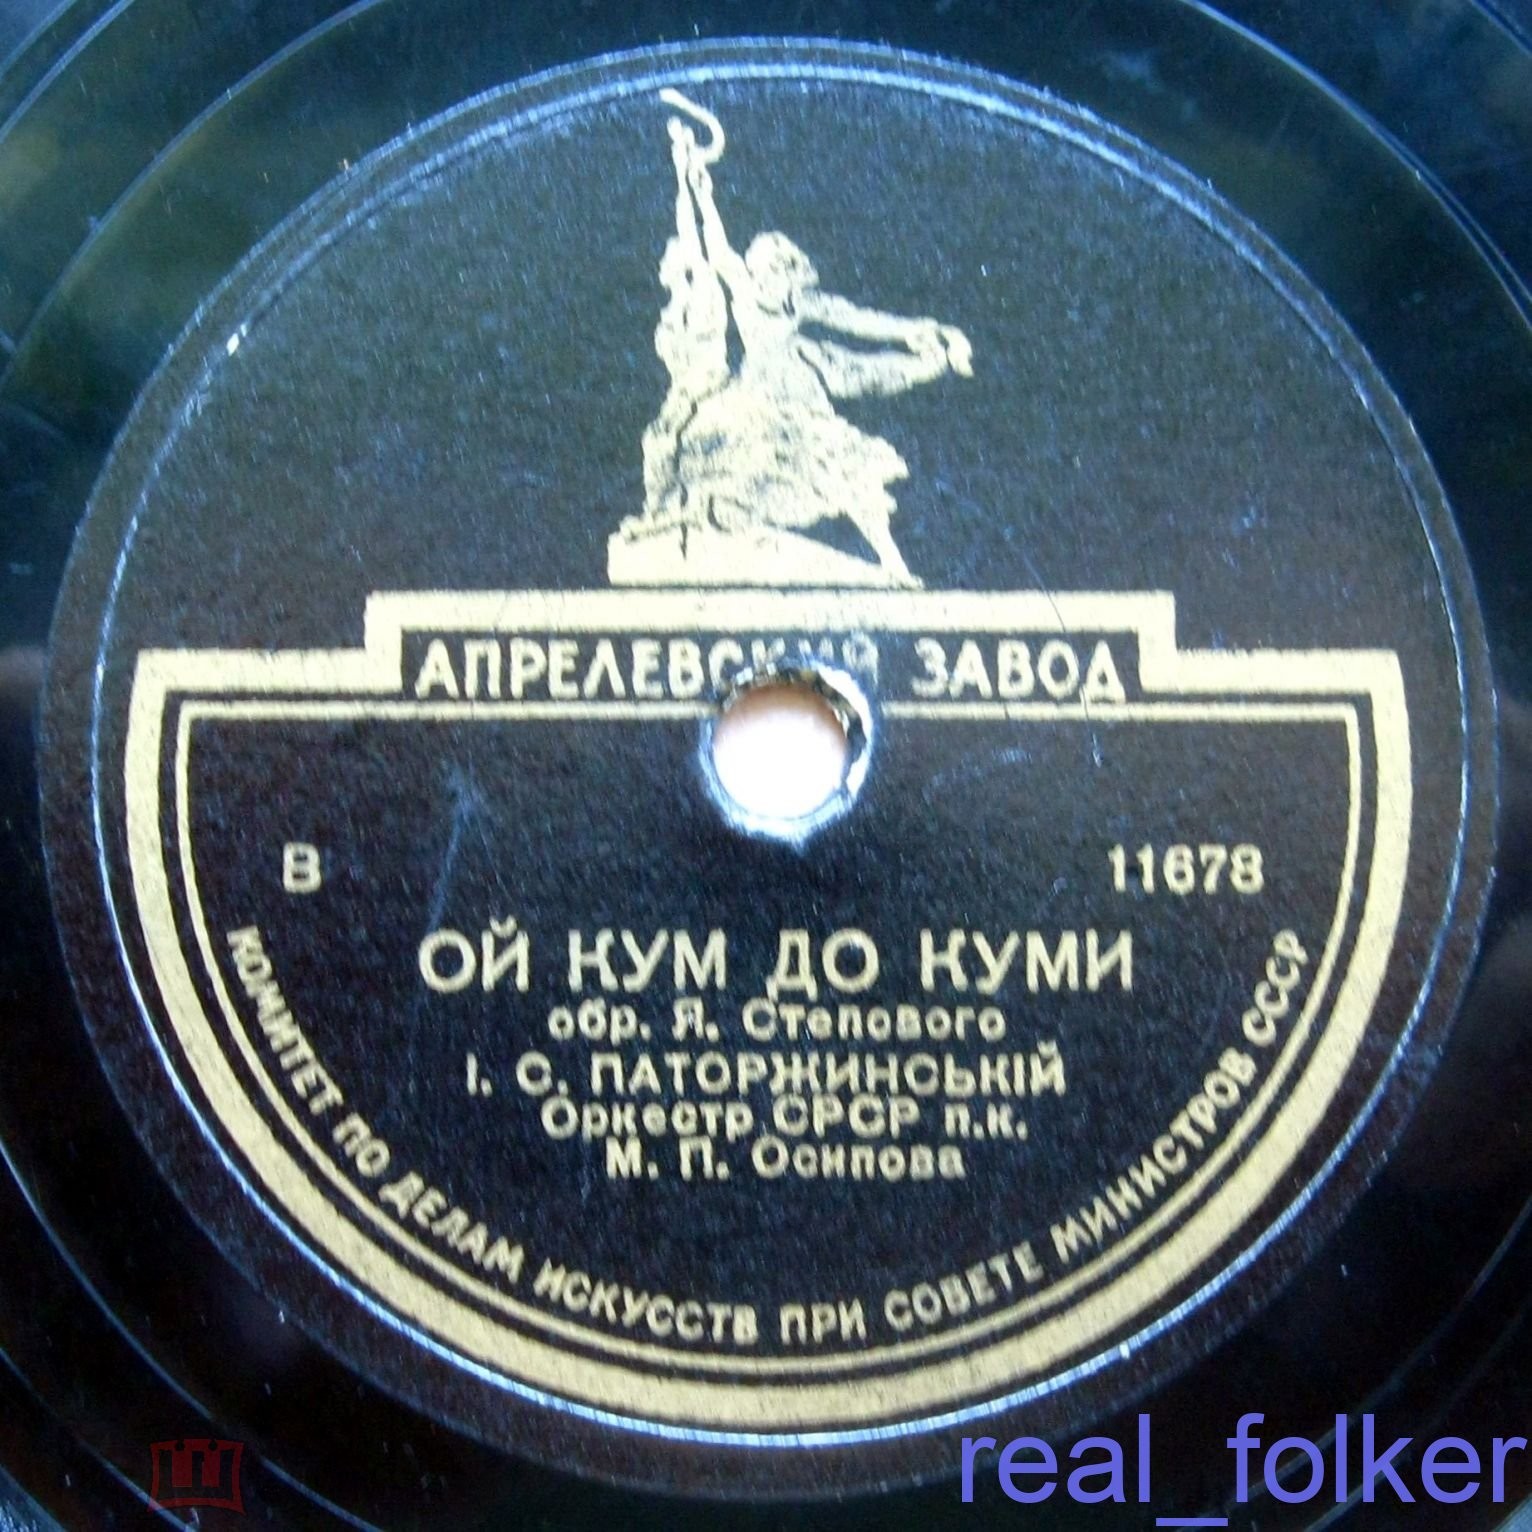 АПРЕЛЕВСКИЙ ЗАВОД
В 11678
ОЙ КУМ ДО КУМИ
обр. Я. Степового
І. С. ПАТОРЖИНСЬКІЙ
Оркестр СРСР п.к.
М. П. Осипова
КОМИТЕТ ПО ДЕЛАМ ИСКУССТВ ПРИ СОВЕТЕ МИНИСТРОВ СССР
real_folker